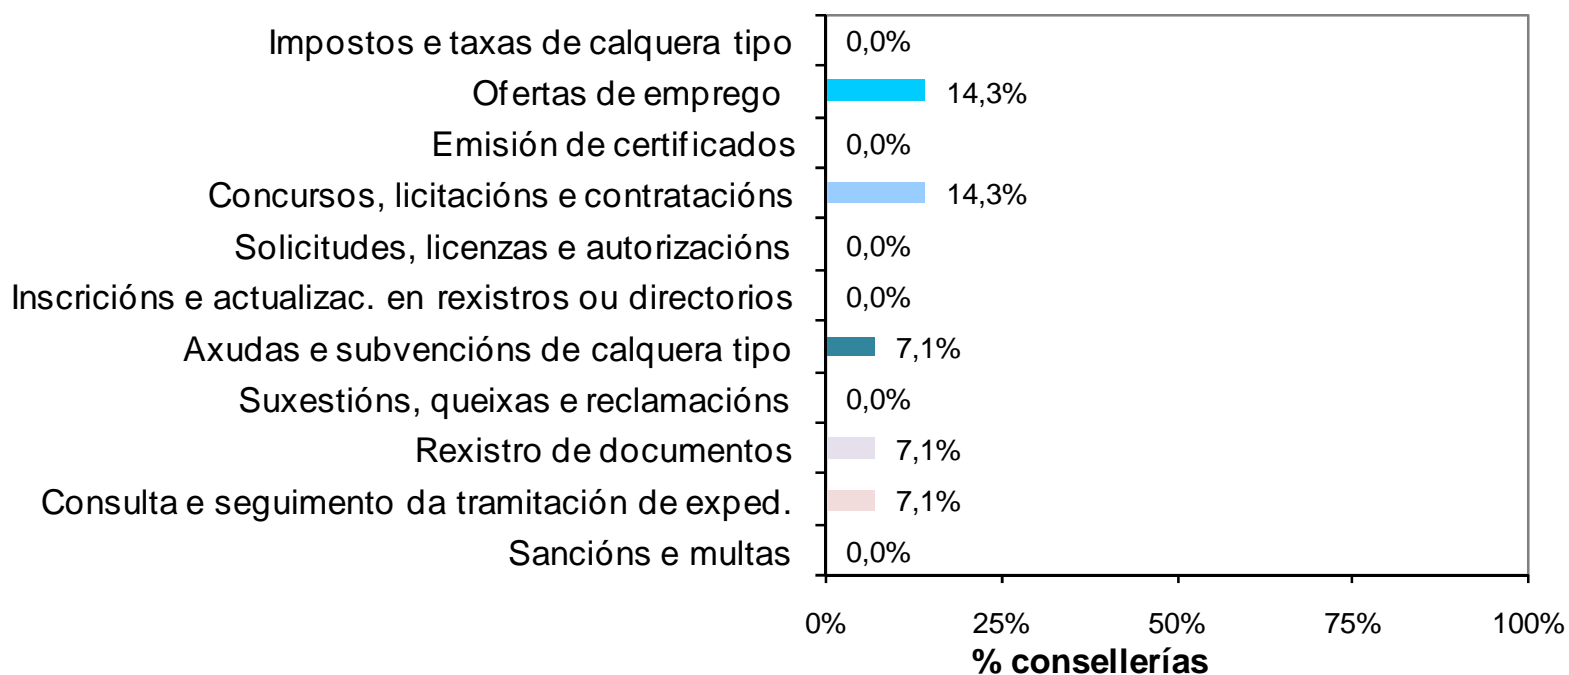 Impostos e taxas de calquera tipo 0,0%
Ofertas de emprego 14,3%
Emisión de certificados 0,0%
Concursos, licitacións e contratacións 14,3%
Solicitudes, licenzas e autorizacións 0,0%
Inscricións e actualizac. en rexistros ou directorios 0,0%
Axudas e subvencións de calquera tipo 7,1%
Suxestións, queixas e reclamacións 0,0%
Rexistro de documentos 7,1%
Consulta e seguimento da tramitación de exped. 7,1%
Sancións e multas 0,0%
0% 25% 50% 75% 100%
% consellerías